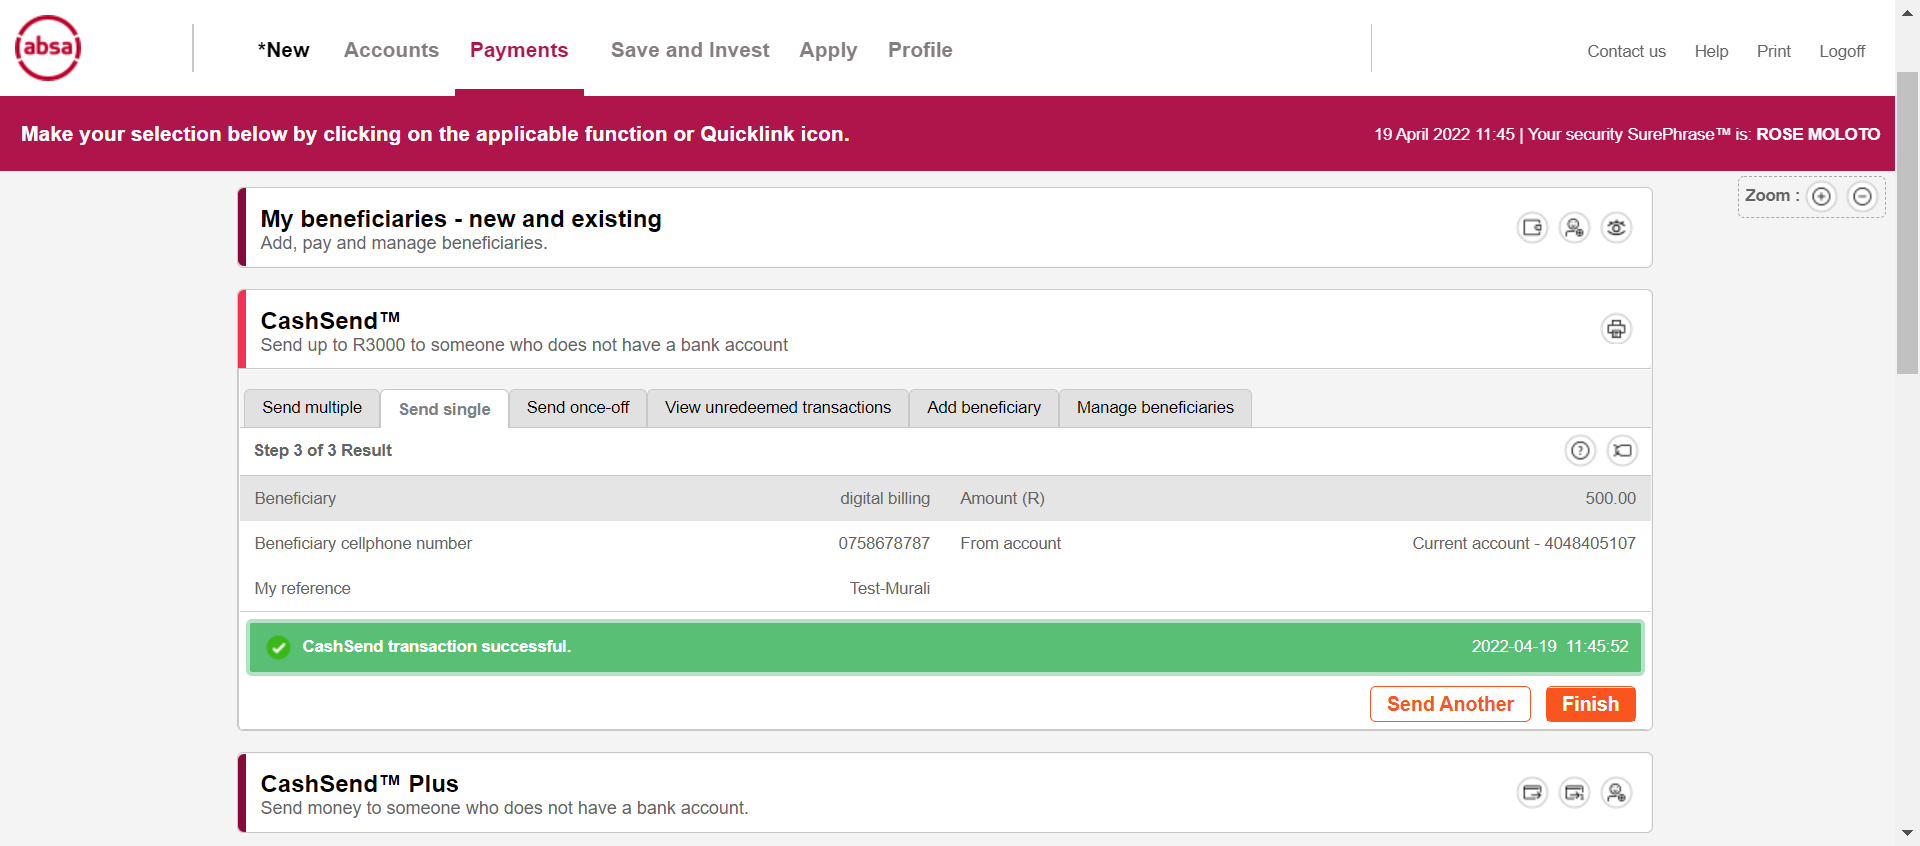 absa
*New Accounts Payments Save and Invest Apply Profile
Contact us Help Print Logoff
Make your selection below by clicking on the applicable function or Quicklink icon.
19 April 2022 11:45 | Your security SurePhrase™ is: ROSE MOLOTO
Zoom :
My beneficiaries - new and existing
Add, pay and manage beneficiaries.
CashSend™
Send up to R3000 to someone who does not have a bank account
Send multiple Send single Send once-off View unredeemed transactions Add beneficiary Manage beneficiaries
Step 3 of 3 Result
Beneficiary digital billing Amount (R) 500.00
Beneficiary cellphone number 0758678787 From account Current account - 4048405107
My reference Test-Murali
CashSend transaction successful. 2022-04-19 11:45:52
Send Another Finish
CashSend™ Plus
Send money to someone who does not have a bank account.